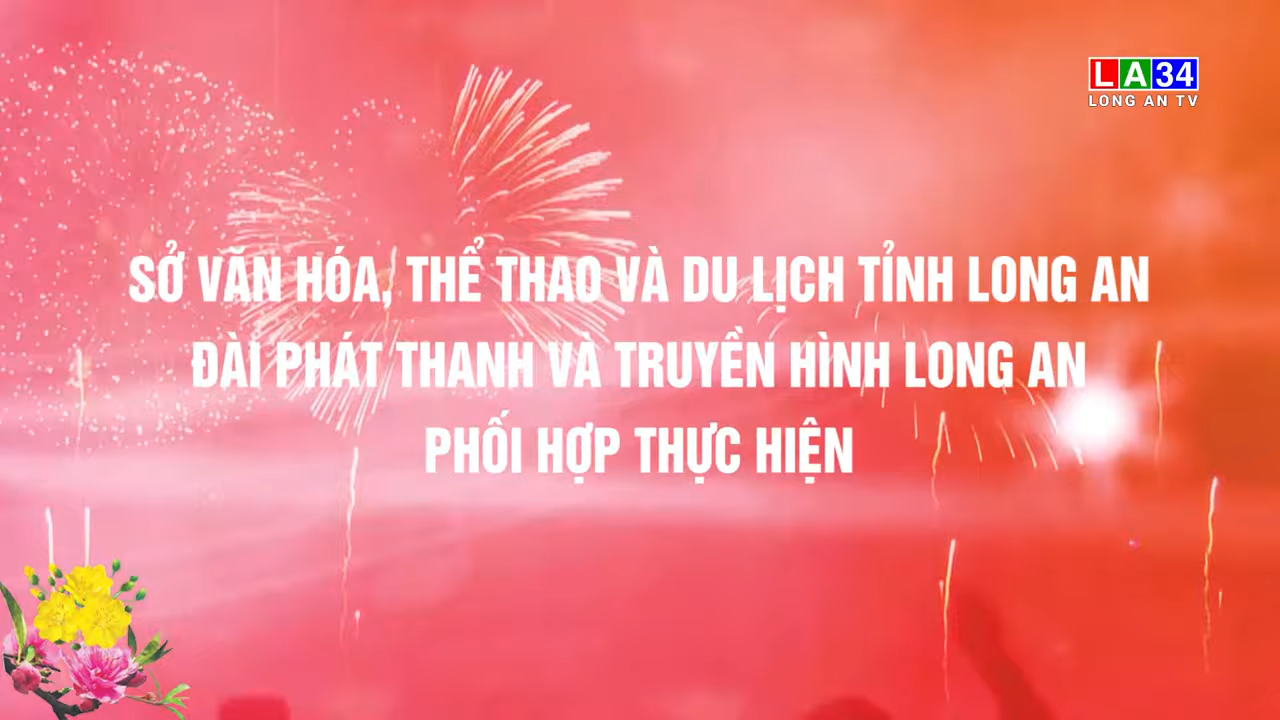 LA34
LONG AN TV
SỞ VĂN HÓA, THỂ THAO VÀ DU LỊCH TỈNH LONG AN
ĐÀI PHÁT THANH VÀ TRUYỀN HÌNH LONG AN
PHỐI HỢP THỰC HIỆN